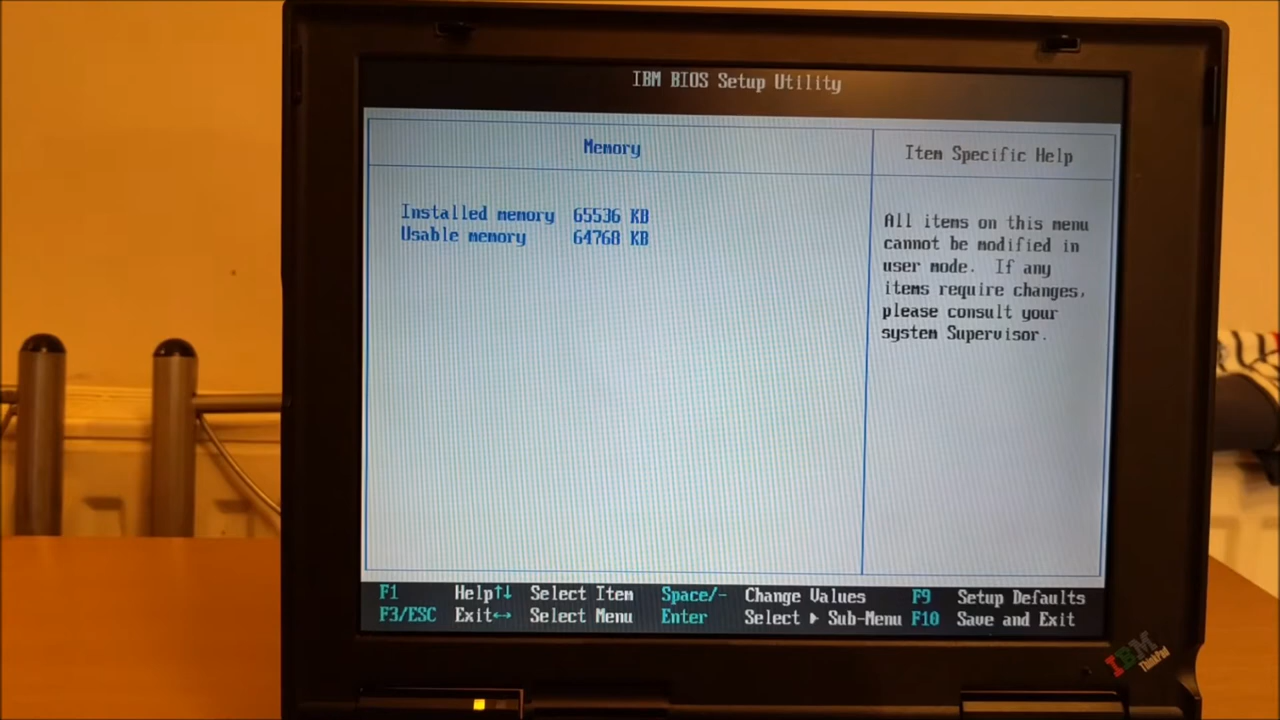 IBM BIOS Setup Utility
Memory
Item Specific Help
Installed memory 65536 KB
Usable memory 64768 KB
All items on this menu
cannot be modified in
user mode. If any
items require changes,
please consult your
system Supervisor.
F1 Help ↑↓ Select Item Space/- Change Values F9 Setup Defaults
F3/ESC Exit ↔ Select Menu Enter Select ▸ Sub-Menu F10 Save and Exit
IBM
ThinkPad